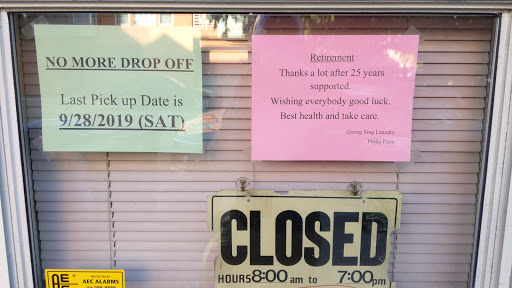 NO MORE DROP OFF
Last Pick up Date is
9/28/2019 (SAT)
Retirement
Thanks a lot after 25 years
supported.
Wishing everybody good luck.
Best health and take care.
Quong Sing Laundry
Philip Poon
CLOSED
HOURS 8:00 am TO 7:00 pm
AEC ALARMS